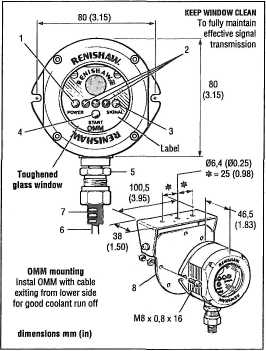 80 (3.15)
KEEP WINDOW CLEAN
To fully maintain
effective signal
transmission
1
2
RENISHAW
RENISHAW
80
(3.15)
POWER
SIGNAL
START
OMM
RENISHAW
4
3
Label
Toughened
glass window
5
Ø6,4 (Ø0.25)
* = 25 (0.98)
100,5
(3.95)
* *
46,5
(1.83)
7
6
38
(1.50)
8
OMM mounting
instal OMM with cable
exiting from lower side
for good coolant run off
M8 x 0,8 x 16
dimensions mm (in)